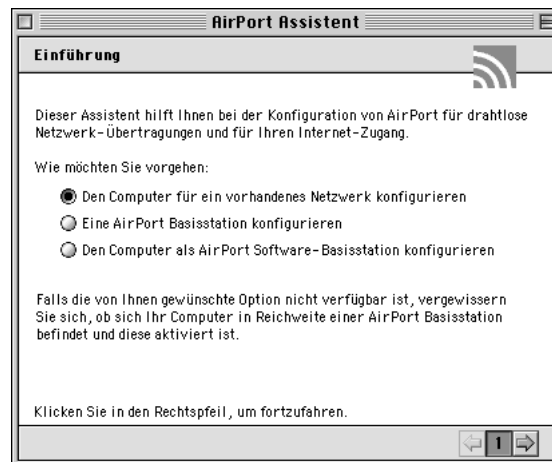 AirPort Assistent
Einführung
Dieser Assistent hilft Ihnen bei der Konfiguration von AirPort für drahtlose
Netzwerk-Übertragungen und für Ihren Internet-Zugang.
Wie möchten Sie vorgehen:
Den Computer für ein vorhandenes Netzwerk konfigurieren
Eine AirPort Basisstation konfigurieren
Den Computer als AirPort Software-Basisstation konfigurieren
Falls die von Ihnen gewünschte Option nicht verfügbar ist, vergewissern
Sie sich, ob sich Ihr Computer in Reichweite einer AirPort Basisstation
befindet und diese aktiviert ist.
Klicken Sie in den Rechtspfeil, um fortzufahren.
1